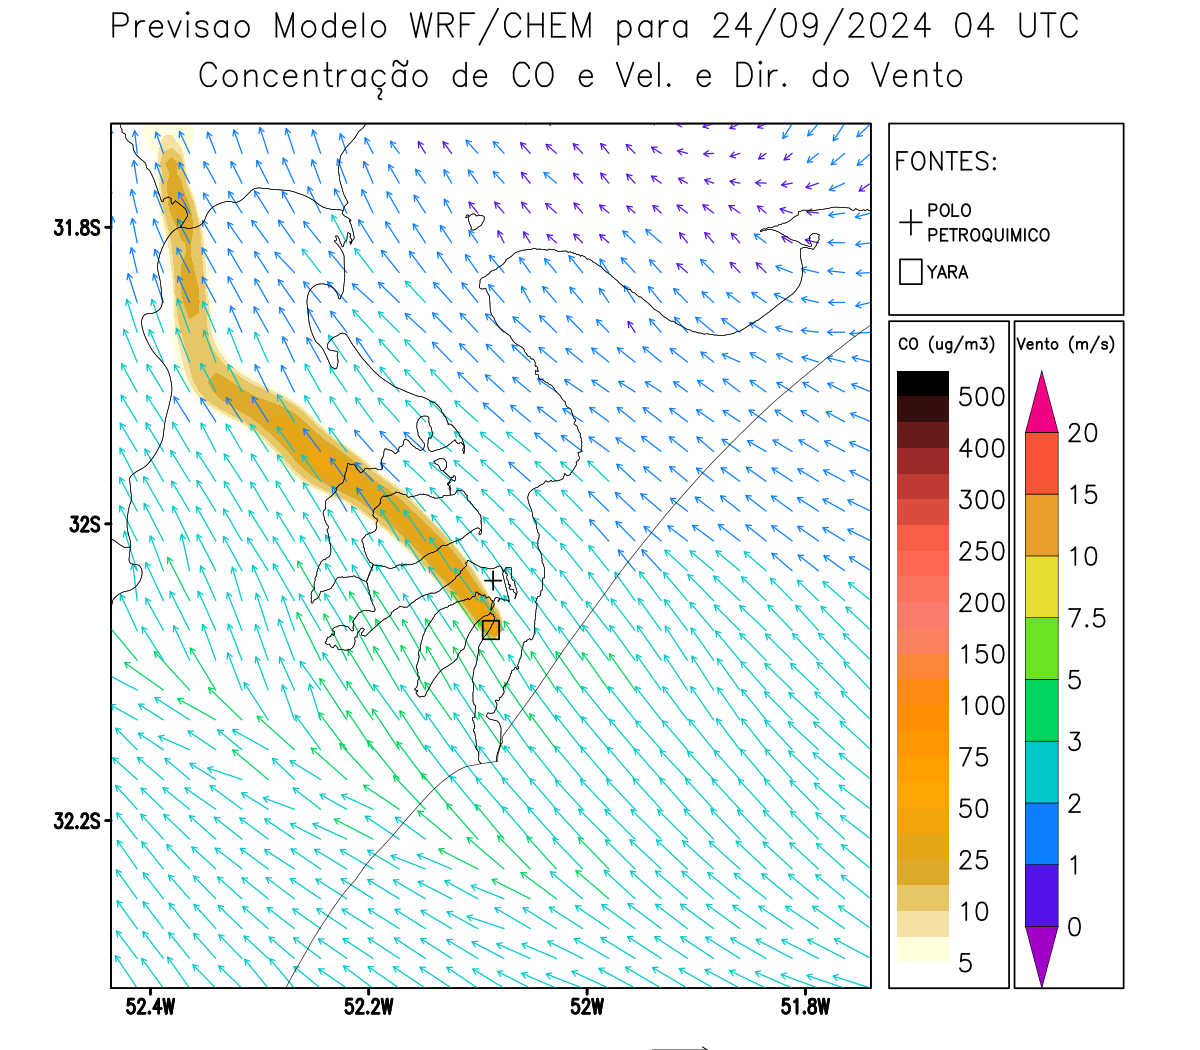 Previsao Modelo WRF/CHEM para 24/09/2024 04 UTC
Concentração de CO e Vel. e Dir. do Vento
FONTES:
POLO
PETROQUIMICO
YARA
CO (ug/m3)
500
400
300
250
200
150
100
75
50
25
10
5
Vento (m/s)
20
15
10
7.5
5
3
2
1
0
31.8S
32S
32.2S
52.4W
52.2W
52W
51.8W